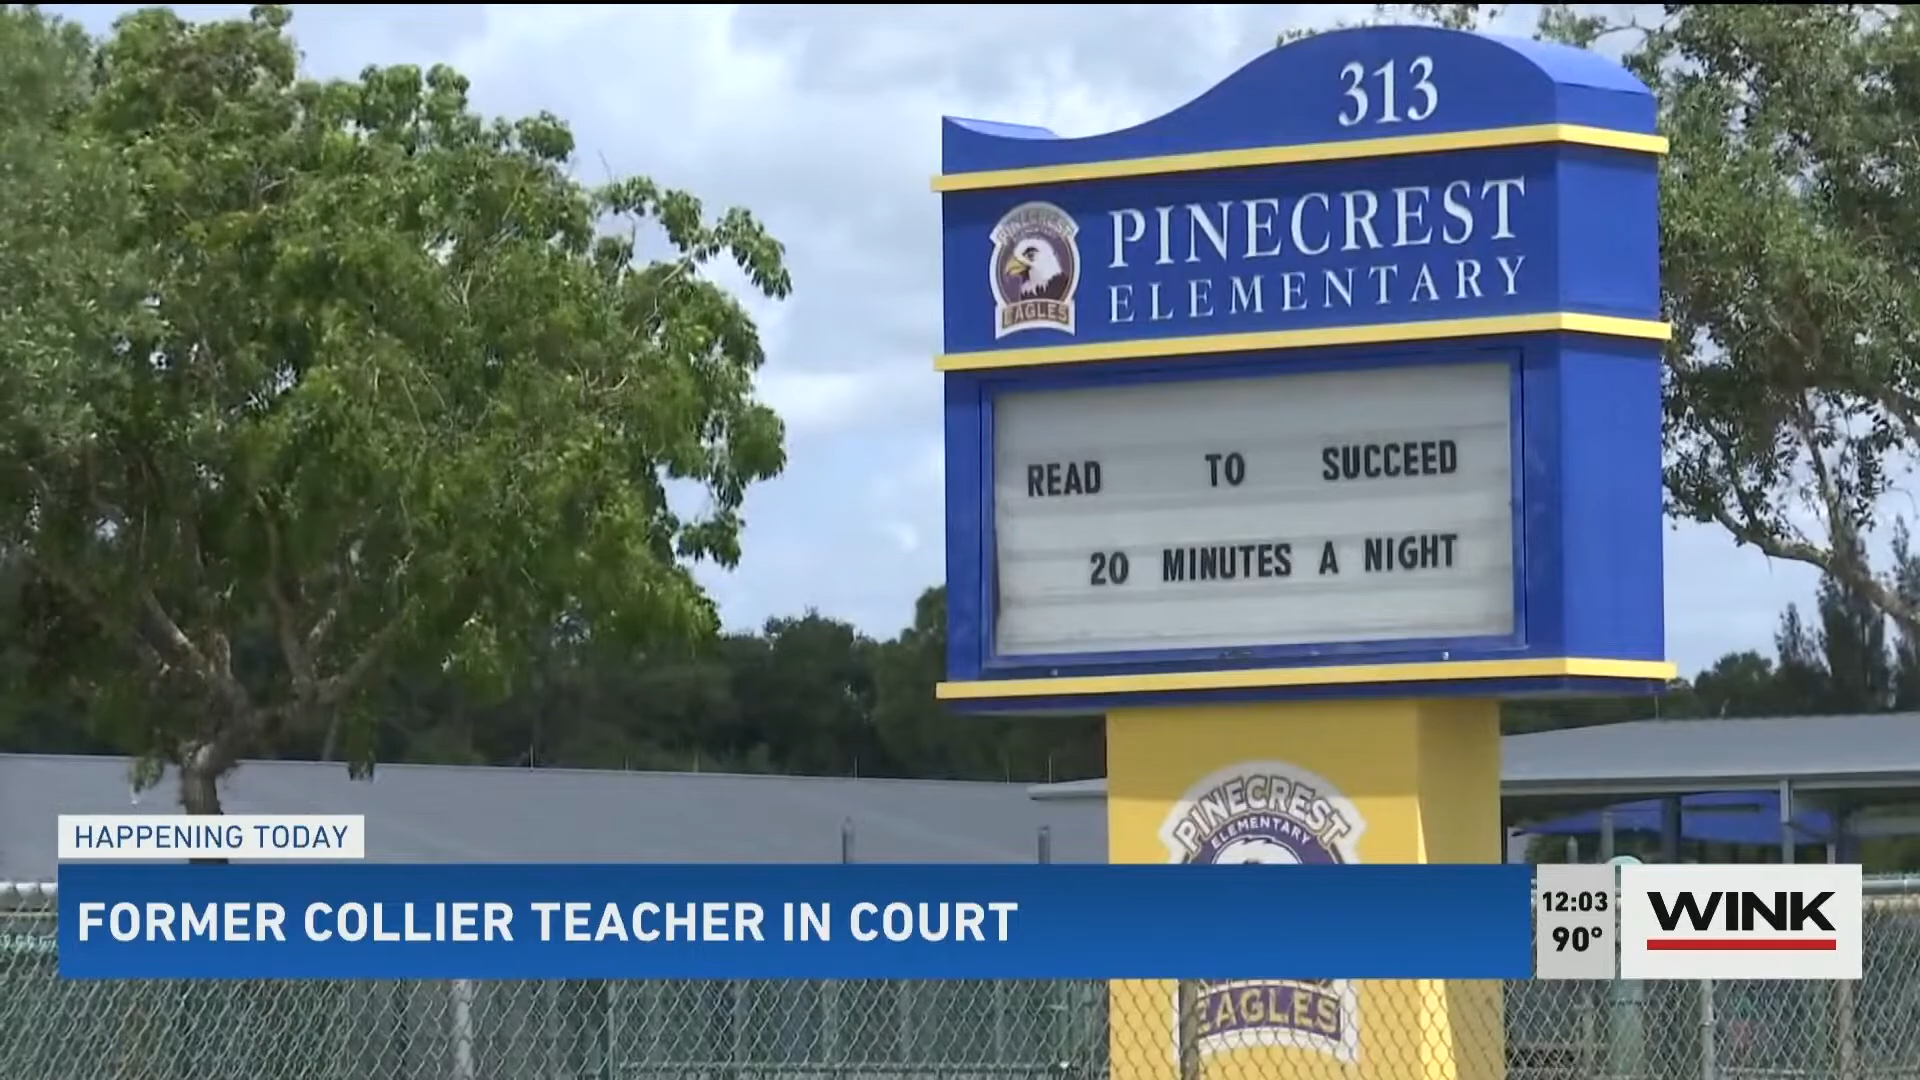 313
PINECREST
EAGLES
PINECREST
ELEMENTARY
READ TO SUCCEED
20 MINUTES A NIGHT
PINECREST
ELEMENTARY
EAGLES
HAPPENING TODAY
FORMER COLLIER TEACHER IN COURT
12:03
90°
WINK